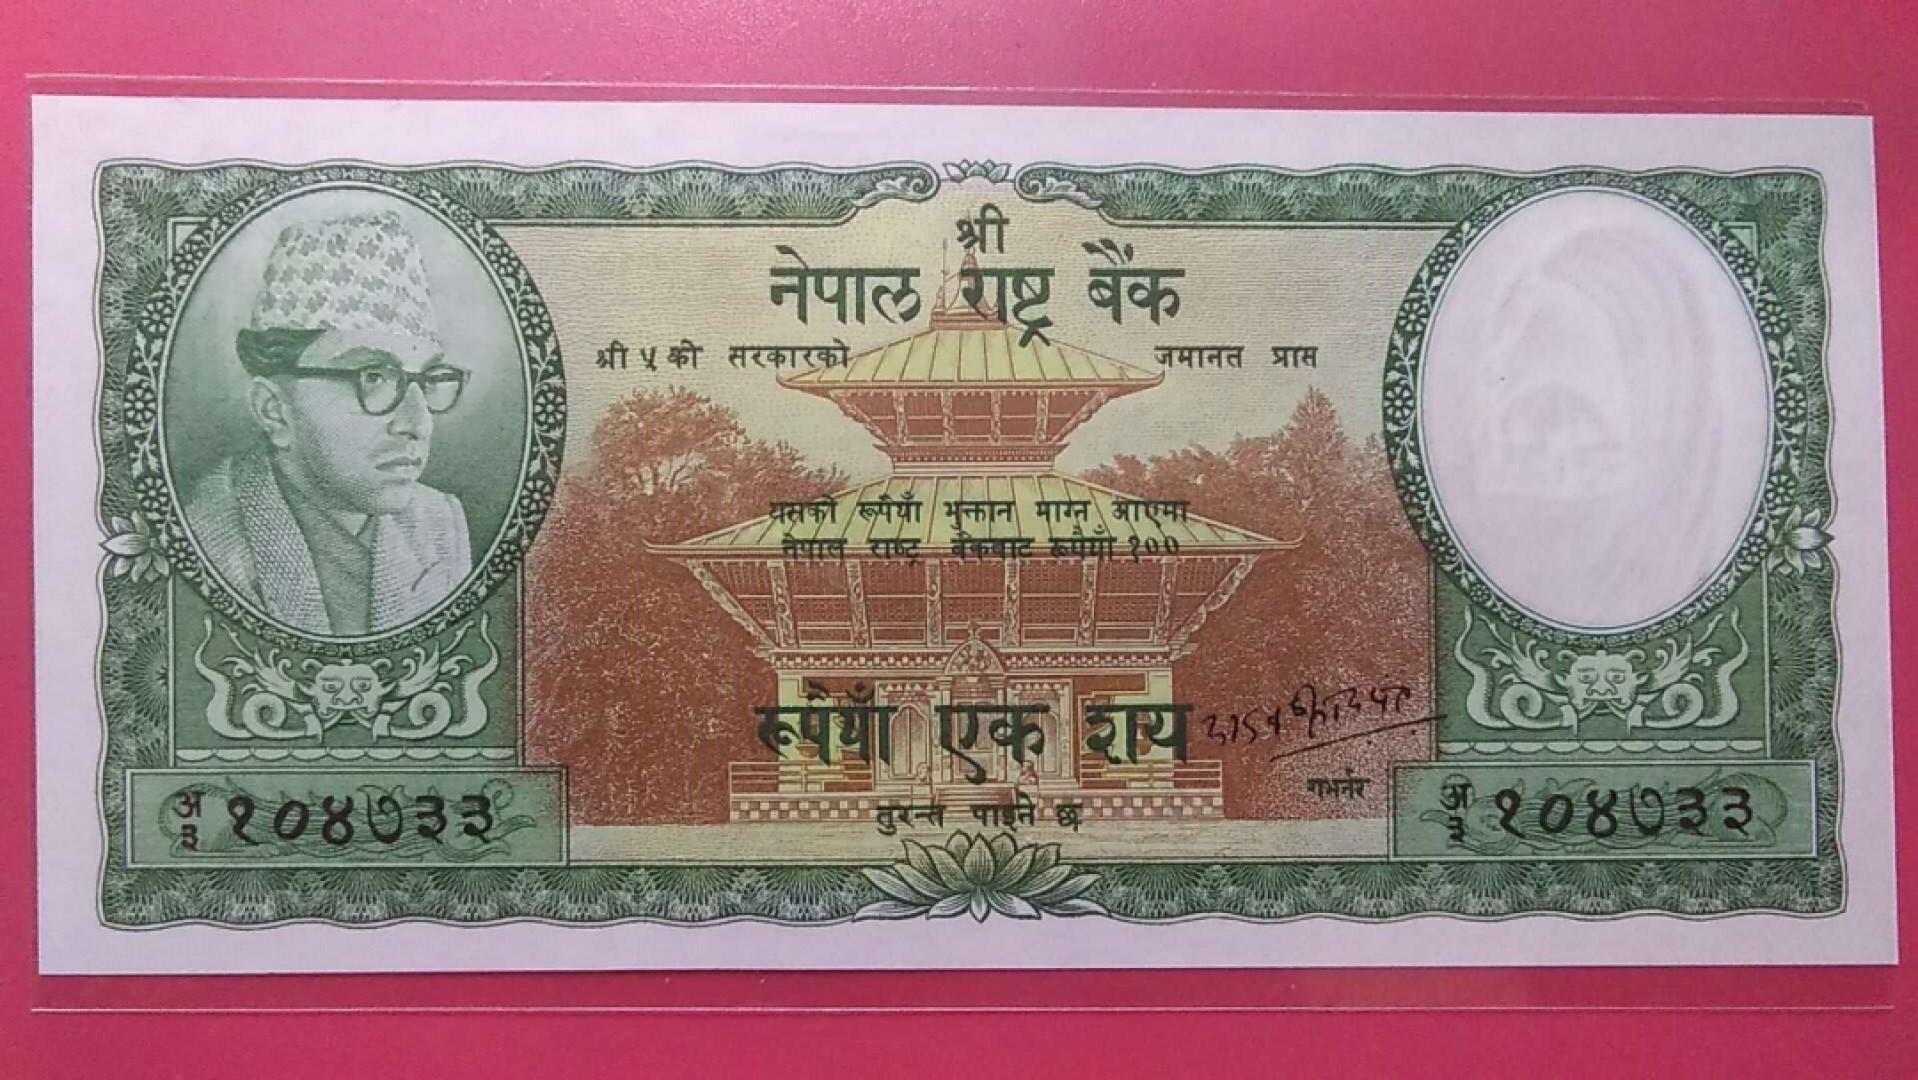 श्री
नेपाल राष्ट्र बैंक
श्री ५ को सरकारको जमानत प्राप्त
यसको रूपैयाँ भुक्तान माग्न आएमा
नेपाल राष्ट्र बैंकबाट रूपैयाँ १००
रूपैयाँ एक शय
गभर्नर
तुरन्त पाइने छ
अ/३ १०४७३३
अ/३ १०४७३३